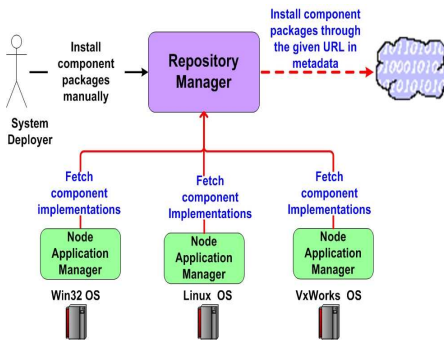 Install
component
packages
manually
System
Deployer
Repository
Manager
Install component
packages through
the given URL in
metadata
Fetch
component
implementations
Fetch
component
Implementations
Fetch
component
Implementations
Node
Application
Manager
Node
Application
Manager
Node
Application
Manager
Win32 OS
Linux OS
VxWorks OS